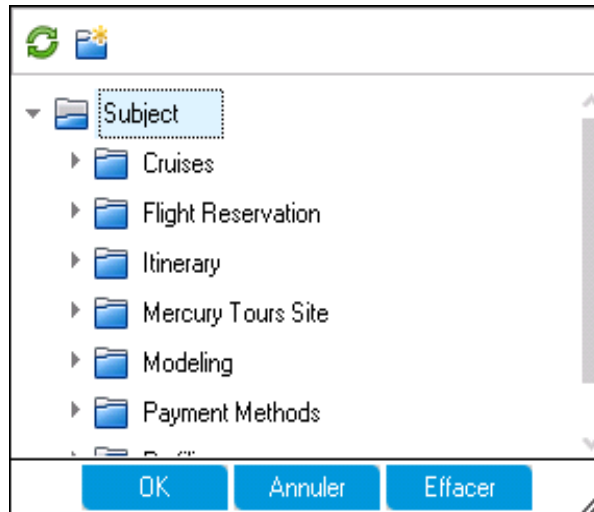 Subject
Cruises
Flight Reservation
Itinerary
Mercury Tours Site
Modeling
Payment Methods
OK Annuler Effacer